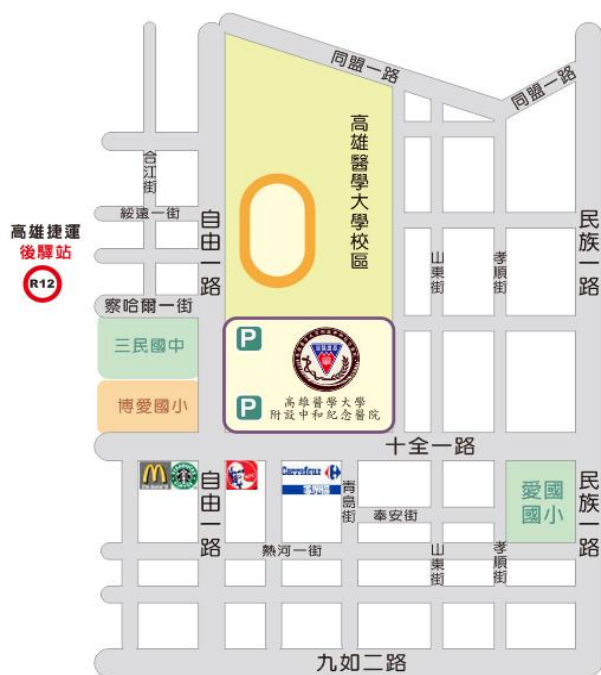 同盟一路
同盟一路
高雄醫學大學校區
合江街
綏遠一街
自由一路
民族一路
高雄捷運
後驛站
R12
山東街
孝順街
察哈爾一街
三民國中
P
博愛國小
P
高雄醫學大學
附設中和紀念醫院
十全一路
自由一路
Carrefour
青島街
奉安街
愛國
國小
民族一路
熱河一街
山東街
孝順街
九如二路